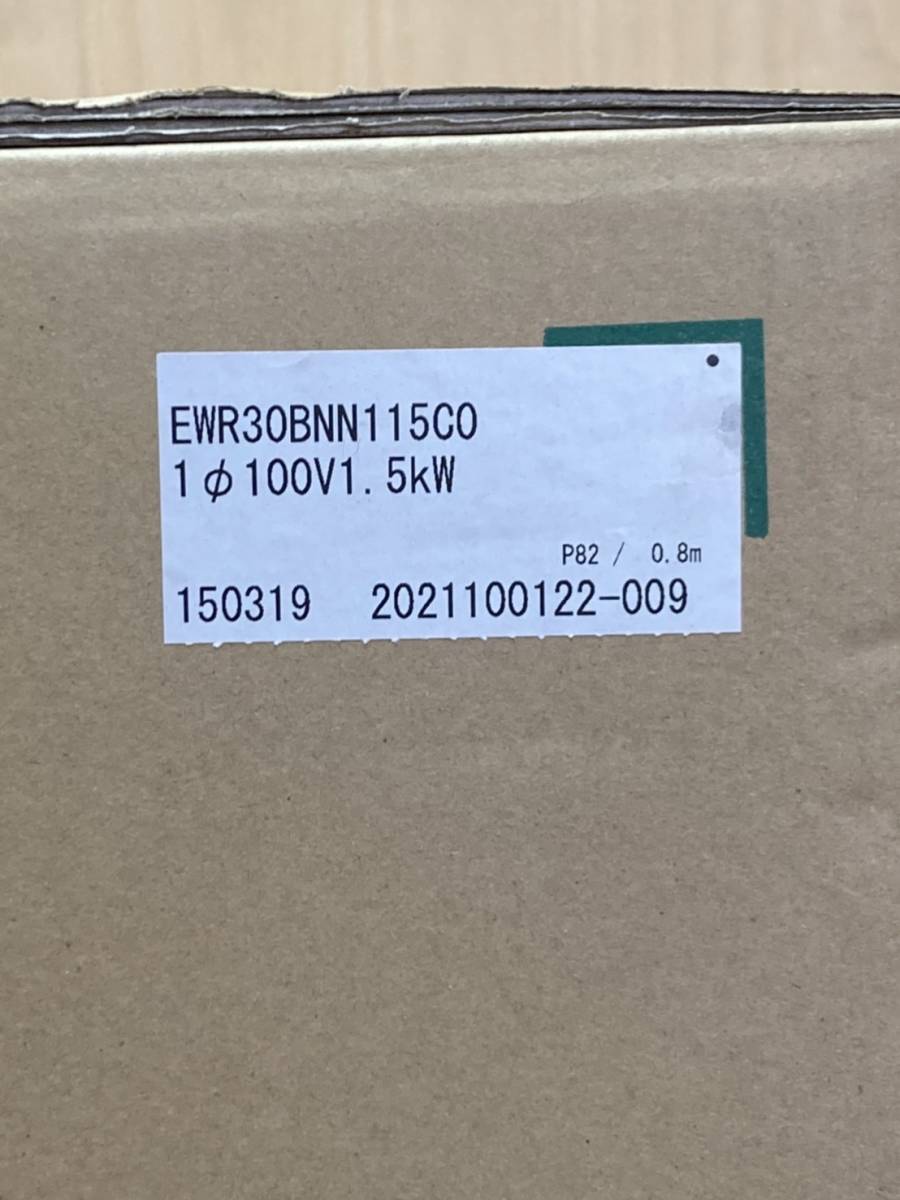 EWR30BNN115C0
1φ100V1.5kW
P82 / 0.8m
150319 2021100122-009